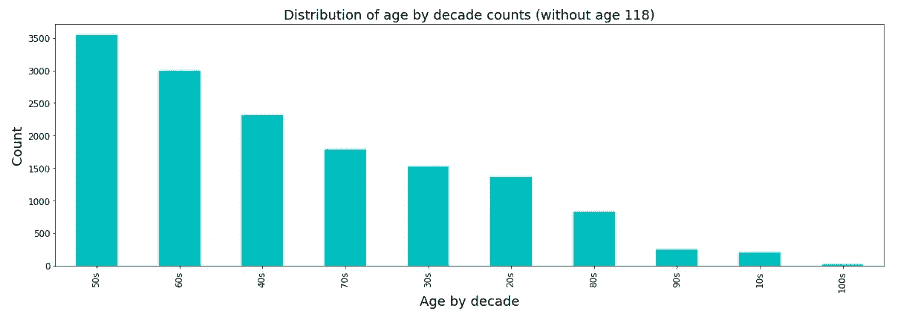 Distribution of age by decade counts (without age 118)
3500
3000
2500
2000
1500
1000
500
0
Count
50s
60s
40s
70s
30s
20s
80s
90s
10s
100s
Age by decade